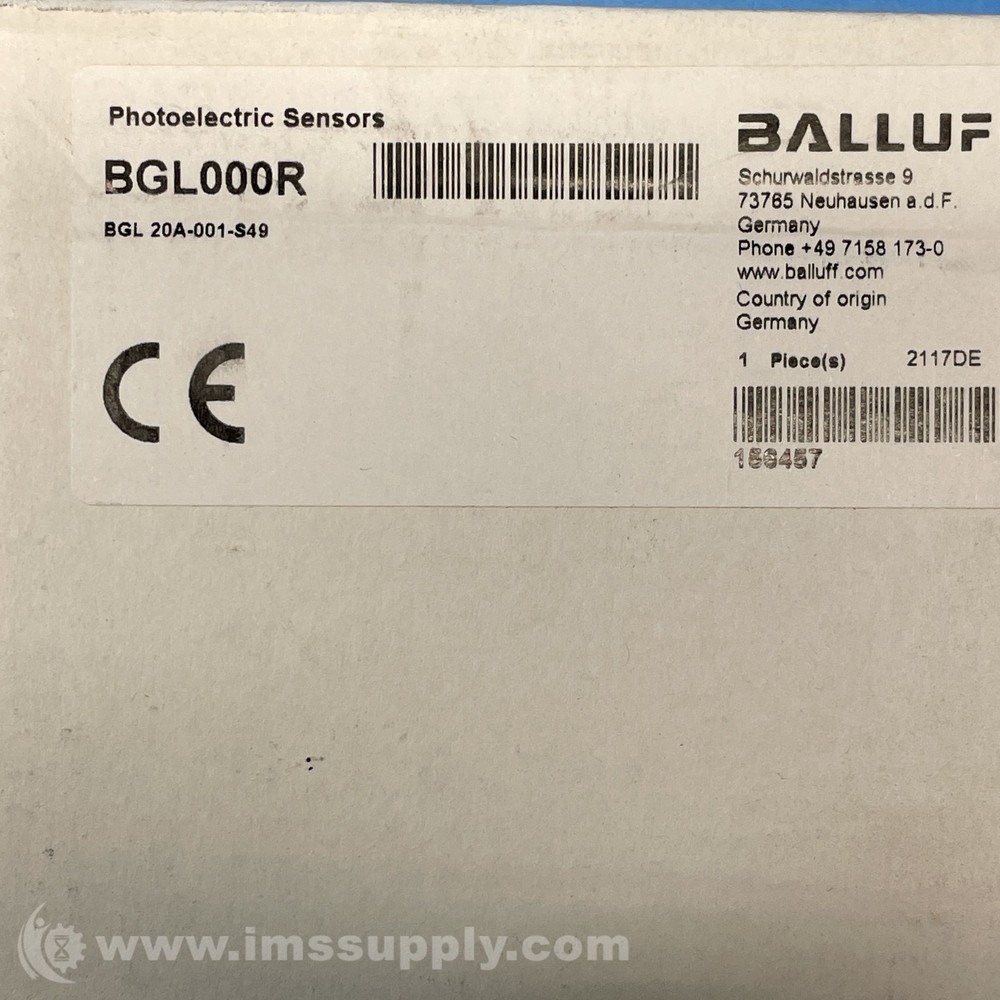 Photoelectric Sensors
BGL000R
BGL 20A-001-S49
CE
BALLUF
Schurwaldstrasse 9
73765 Neuhausen a.d.F.
Germany
Phone +49 7158 173-0
www.balluff.com
Country of origin
Germany
1 Piece(s) 2117DE
156457
www.imssupply.com